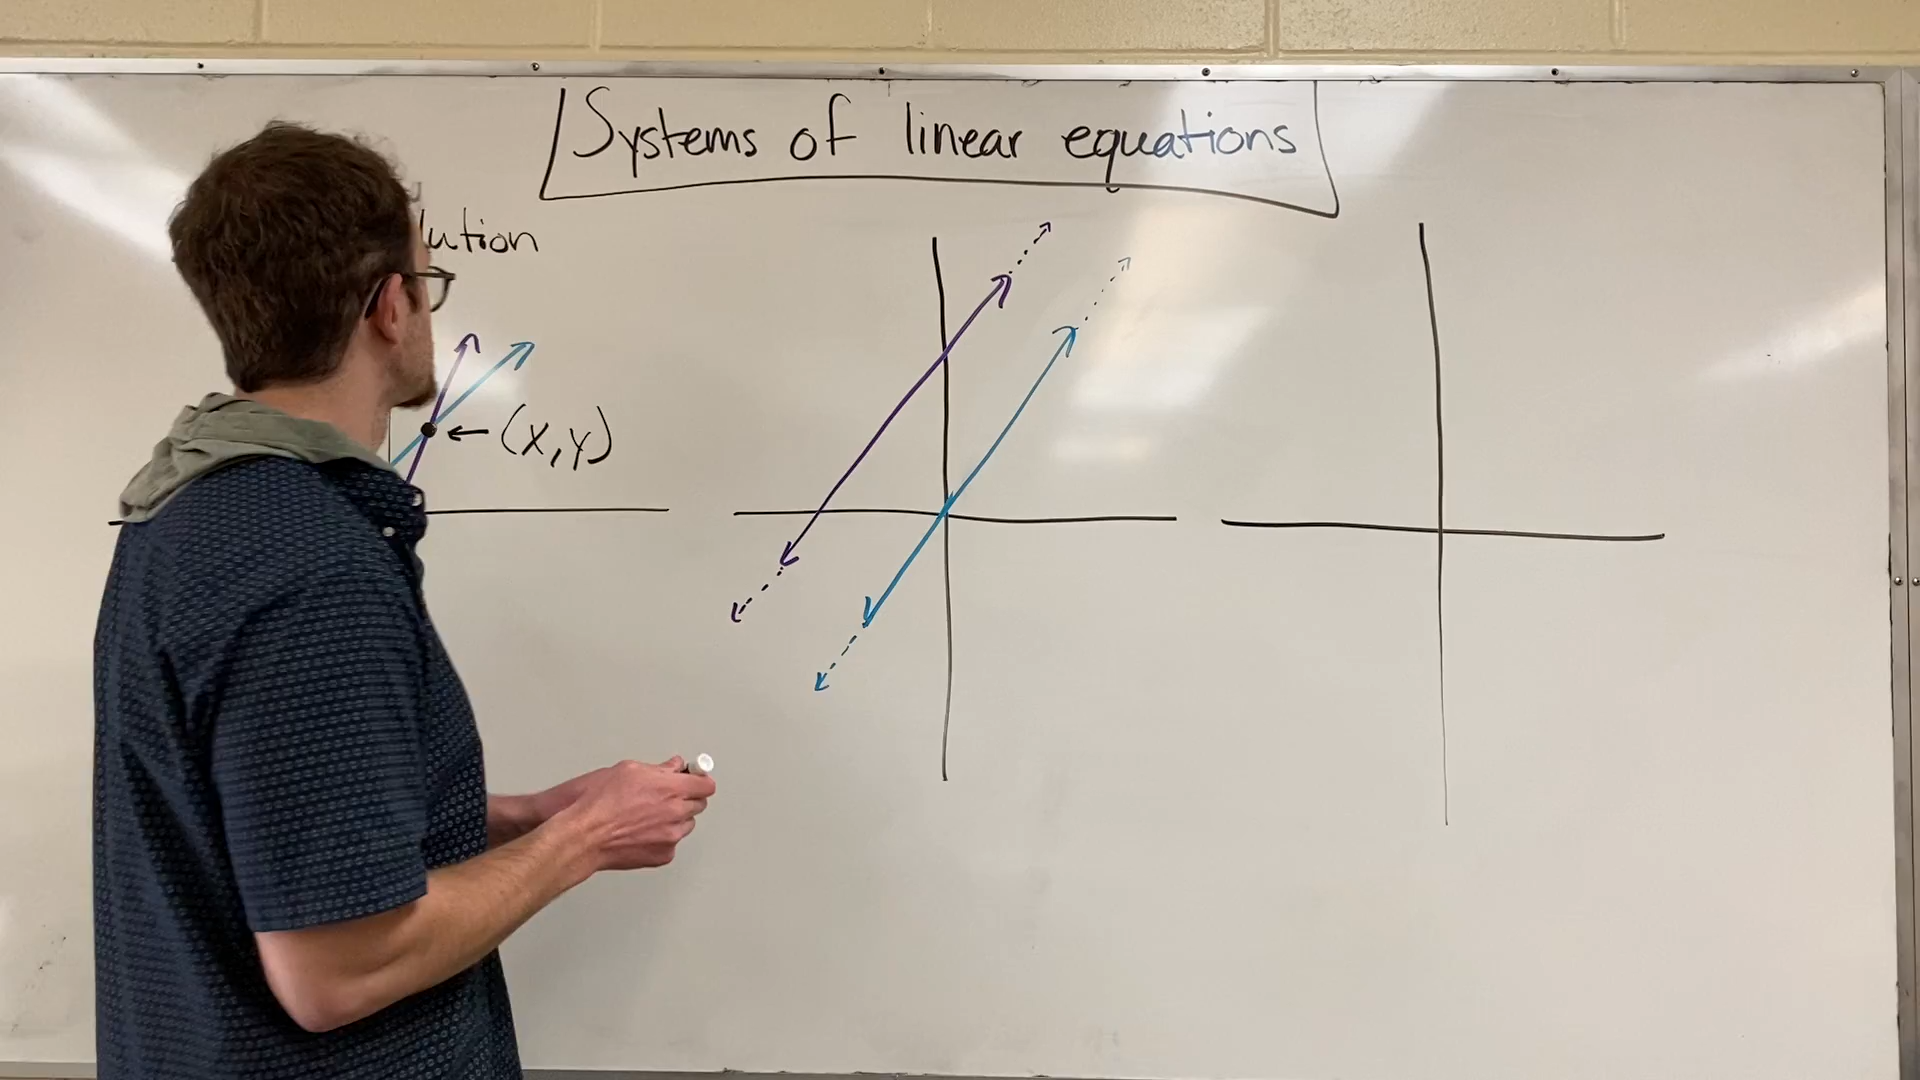 Systems of linear equations
lution
(x,y)